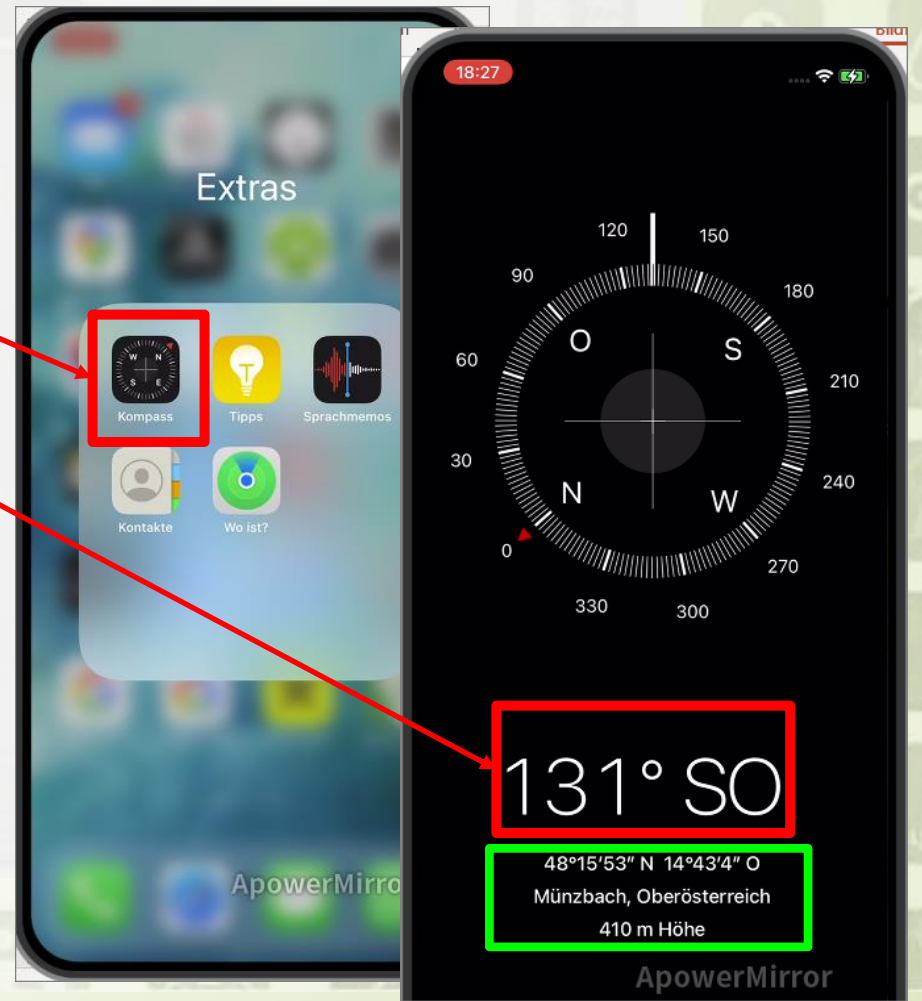 Extras
Kompass
Tipps
Sprachmemos
Kontakte
Wo ist?
ApowerMirro
18:27
120
150
90
180
O
S
60
210
30
240
N
W
0
270
330
300
131° SO
48°15′53″ N 14°43′4″ O
Münzbach, Oberösterreich
410 m Höhe
ApowerMirror